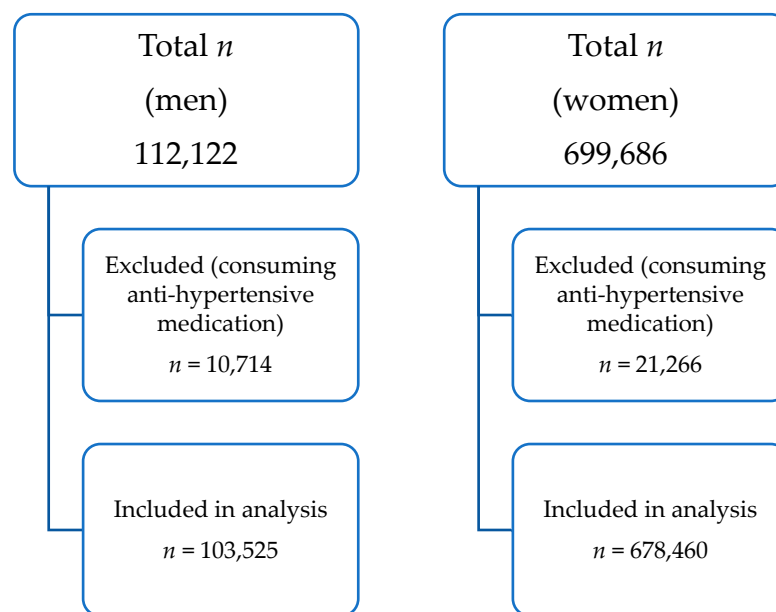 Total n
(men)
112,122
Excluded (consuming
anti-hypertensive
medication)
n = 10,714
Included in analysis
n = 103,525
Total n
(women)
699,686
Excluded (consuming
anti-hypertensive
medication)
n = 21,266
Included in analysis
n = 678,460